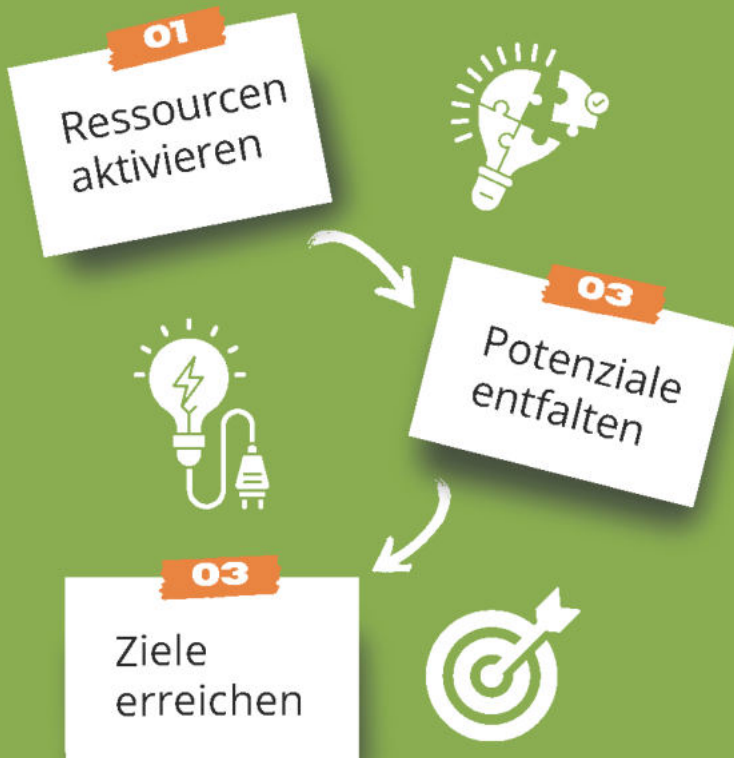 01
Ressourcen
aktivieren
03
Potenziale
entfalten
03
Ziele
erreichen